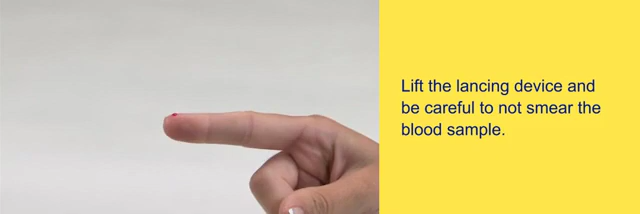 Lift the lancing device and
be careful to not smear the
blood sample.